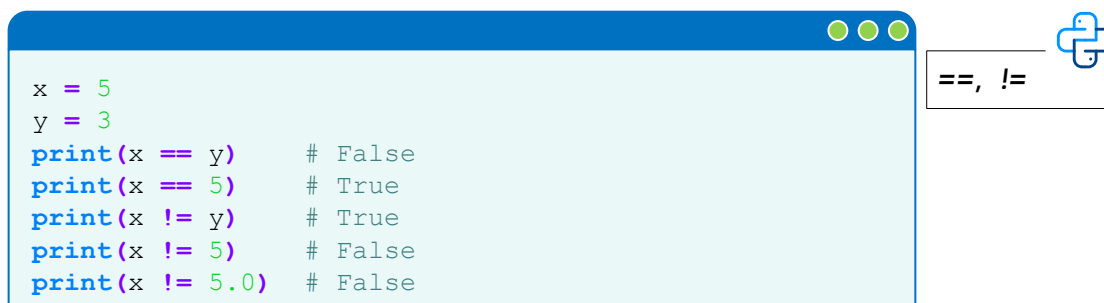 ==, !=
x = 5
y = 3
print(x == y)     # False
print(x == 5)     # True
print(x != y)     # True
print(x != 5)     # False
print(x != 5.0)   # False